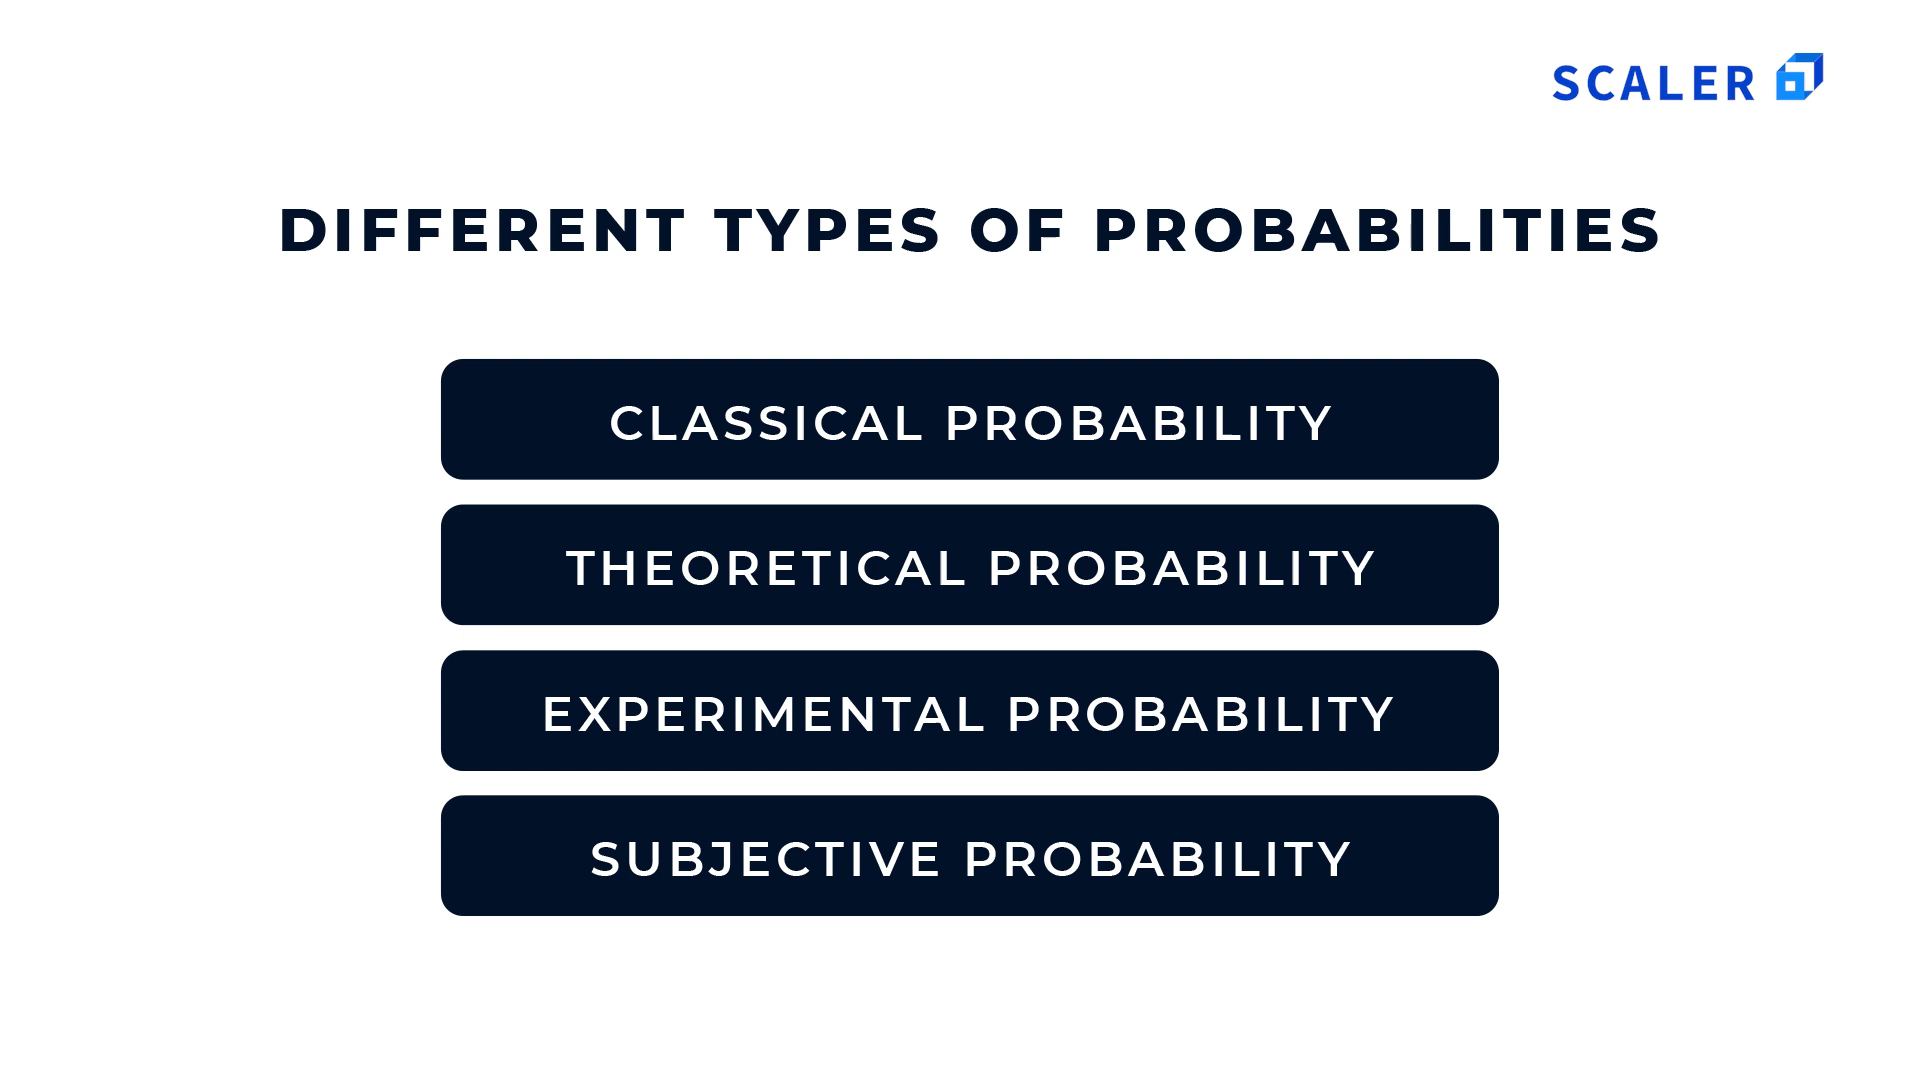 SCALER
DIFFERENT TYPES OF PROBABILITIES
CLASSICAL PROBABILITY
THEORETICAL PROBABILITY
EXPERIMENTAL PROBABILITY
SUBJECTIVE PROBABILITY